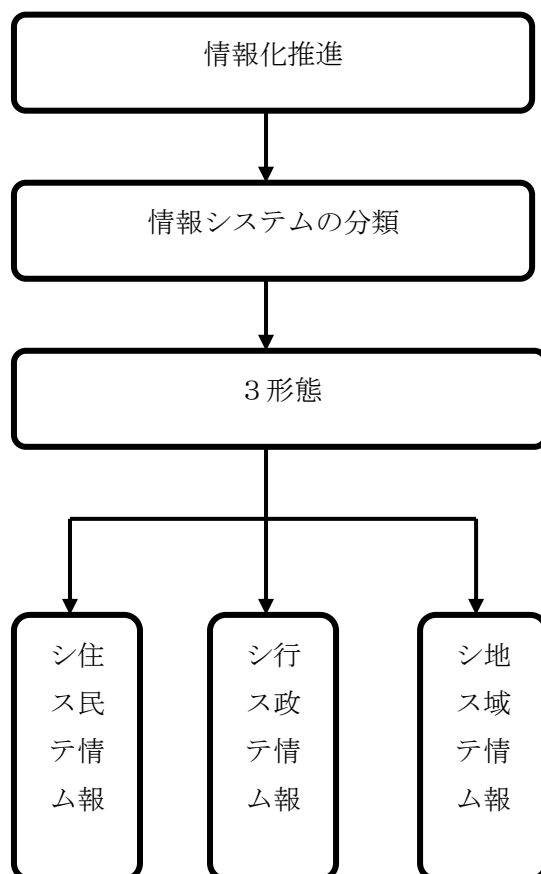 情報化推進
情報システムの分類
３形態
住民情報
システム
行政情報
システム
地域情報
システム